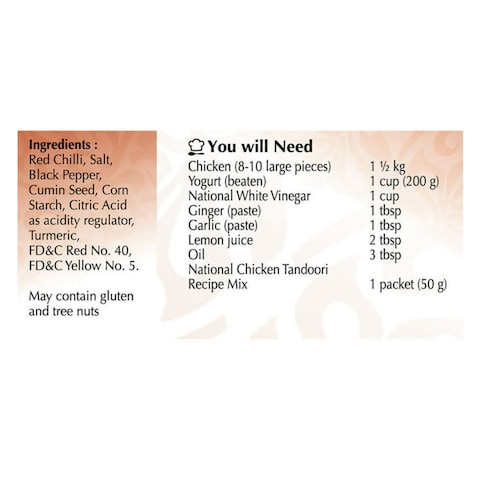 Ingredients :
Red Chilli, Salt,
Black Pepper,
Cumin Seed, Corn
Starch, Citric Acid
as acidity regulator,
Turmeric,
FD&C Red No. 40,
FD&C Yellow No. 5.
May contain gluten
and tree nuts
You will Need
Chicken (8-10 large pieces) 1 ½ kg
Yogurt (beaten) 1 cup (200 g)
National White Vinegar 1 cup
Ginger (paste) 1 tbsp
Garlic (paste) 1 tbsp
Lemon juice 2 tbsp
Oil 3 tbsp
National Chicken Tandoori
Recipe Mix 1 packet (50 g)